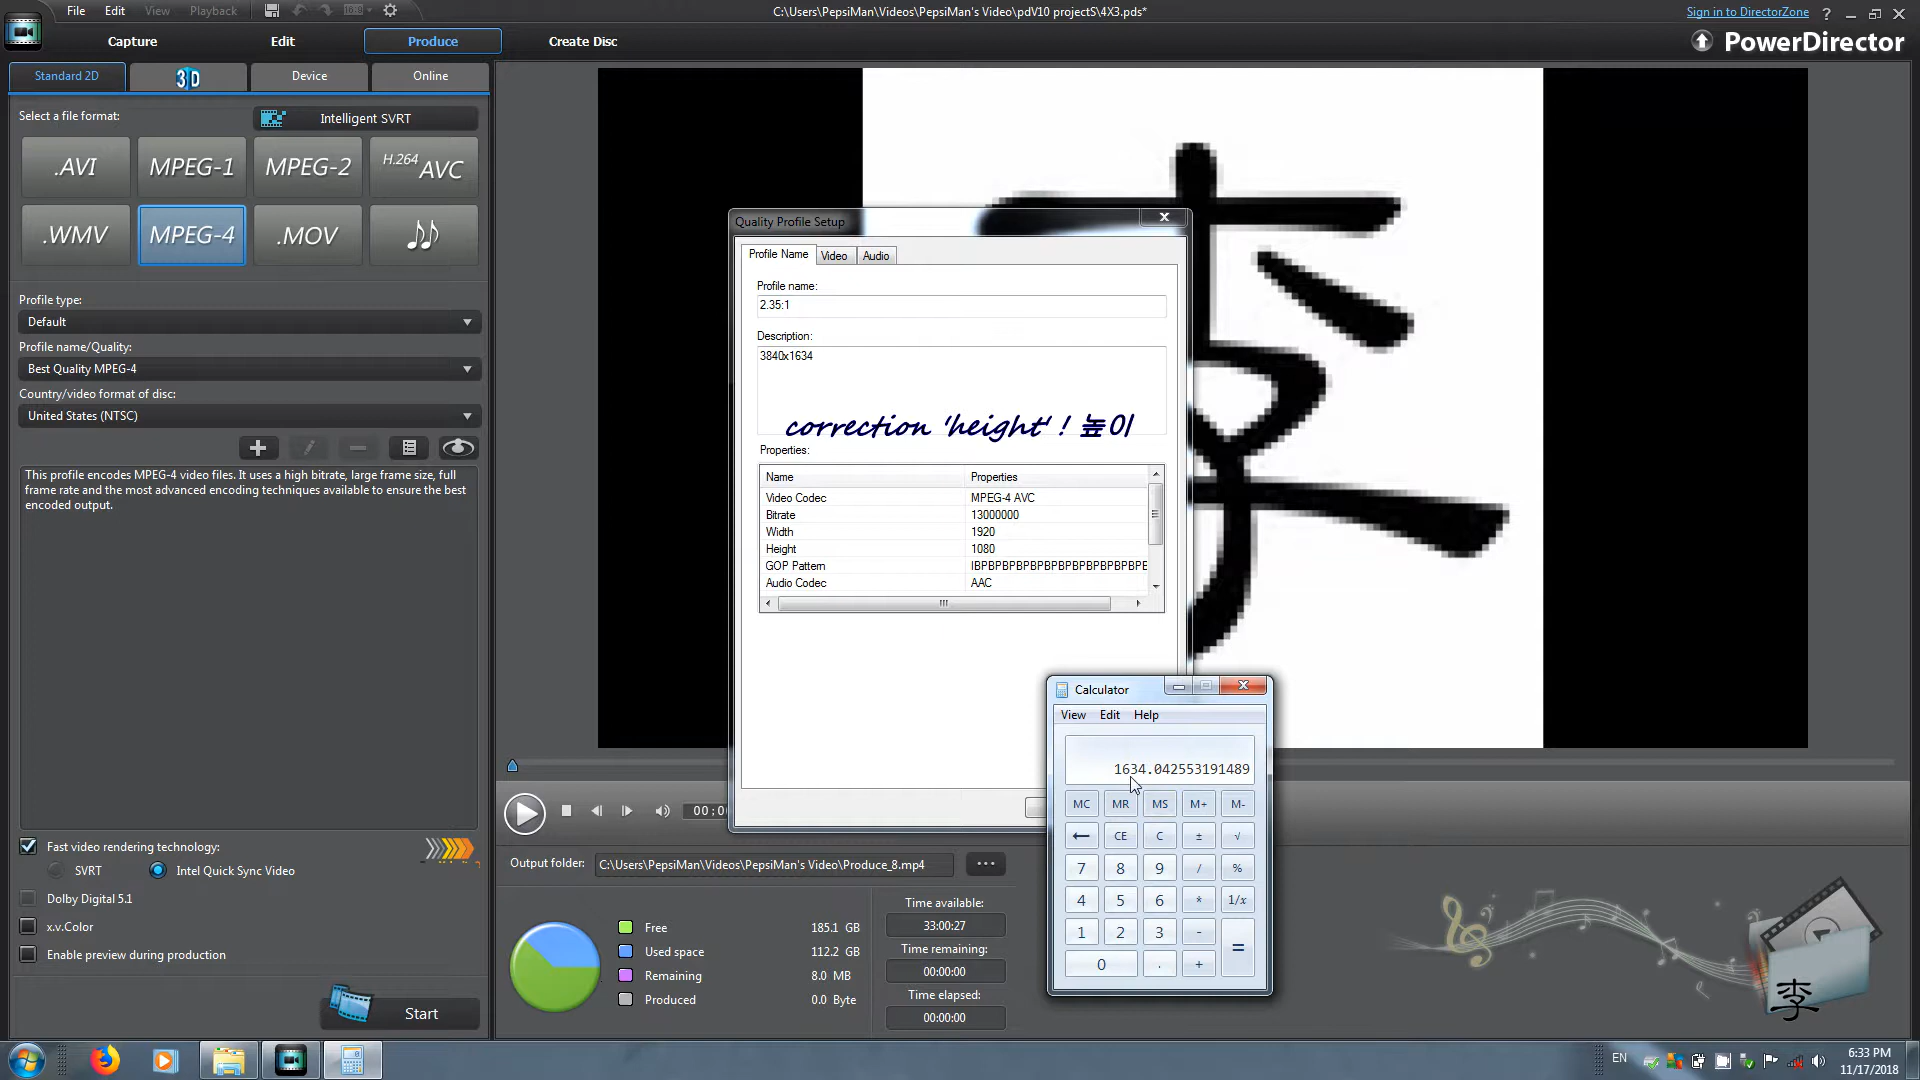 File Edit View Playback
C:\Users\PepsiMan\Videos\PepsiMan's Video\pdV10 projectS\4X3.pds*
Sign in to DirectorZone ?
Capture Edit Produce Create Disc
PowerDirector
Standard 2D 3D Device Online
Select a file format: Intelligent SVRT
.AVI MPEG-1 MPEG-2 H.264 AVC
.WMV MPEG-4 .MOV
Profile type:
Default
Profile name/Quality:
Best Quality MPEG-4
Country/video format of disc:
United States (NTSC)
This profile encodes MPEG-4 video files. It uses a high bitrate, large frame size, full
frame rate and the most advanced encoding techniques available to ensure the best
encoded output.
Fast video rendering technology:
SVRT Intel Quick Sync Video
Dolby Digital 5.1
x.v.Color
Enable preview during production
Start
Quality Profile Setup
Profile Name Video Audio
Profile name:
2.35:1
Description:
3840x1634
correction 'height' ! 높이
Properties:
Name Properties
Video Codec MPEG-4 AVC
Bitrate 13000000
Width 1920
Height 1080
GOP Pattern IBPBPBPBPBPBPBPBPBPBPBPBPE
Audio Codec AAC
Calculator
View Edit Help
1634.042553191489
MC MR MS M+ M-
← CE C ± √
7 8 9 / %
4 5 6 * 1/x
1 2 3 - =
0 . +
Output folder: C:\Users\PepsiMan\Videos\PepsiMan's Video\Produce_8.mp4 ...
Free 185.1 GB
Used space 112.2 GB
Remaining 8.0 MB
Produced 0.0 Byte
Time available:
33:00:27
Time remaining:
00:00:00
Time elapsed:
00:00:00
李
EN
6:33 PM
11/17/2018